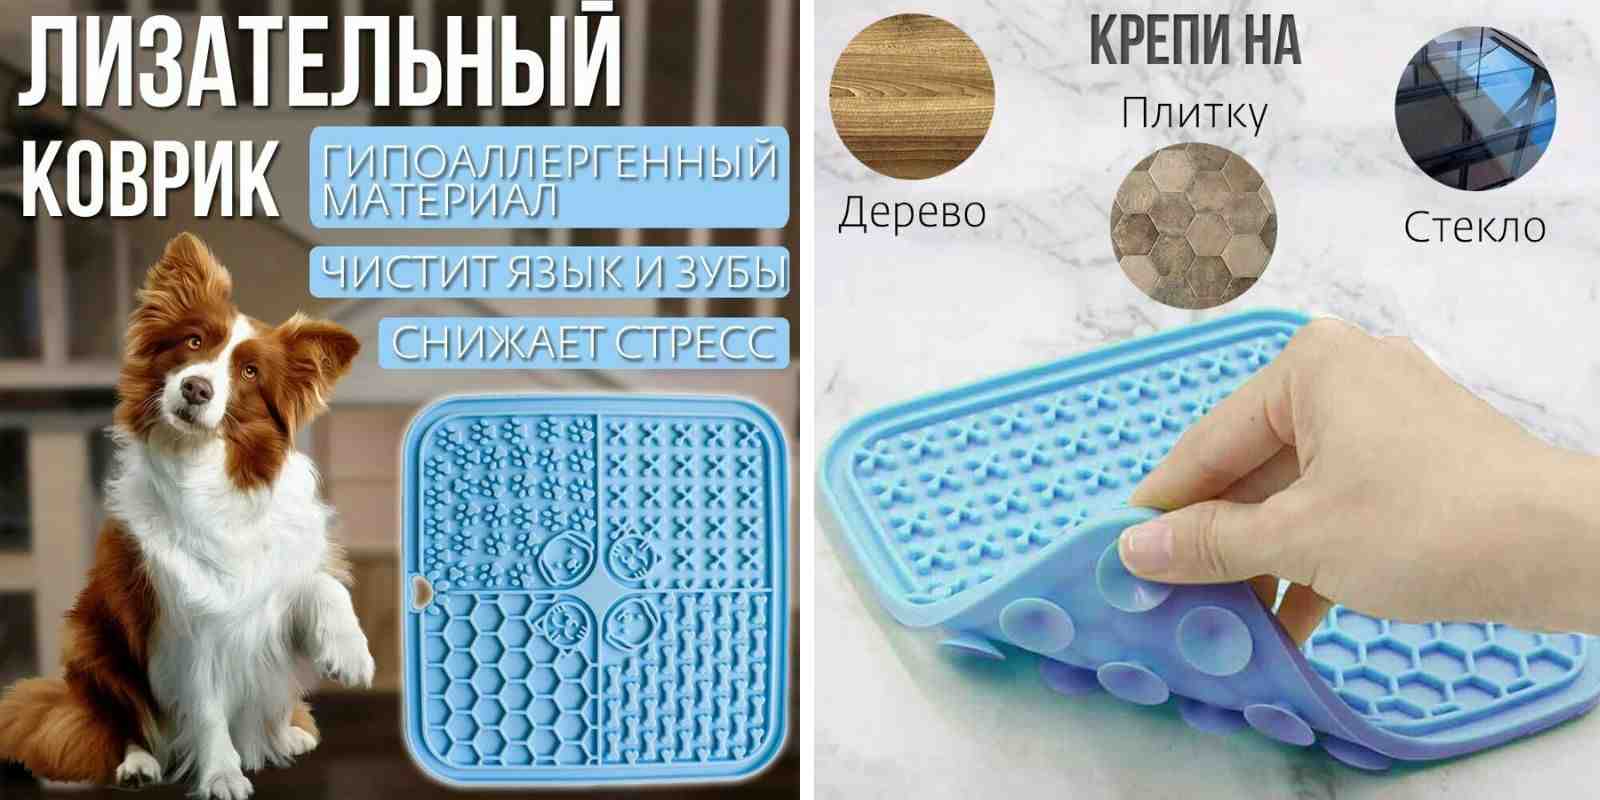 ЛИЗАТЕЛЬНЫЙ
КОВРИК
ГИПОАЛЛЕРГЕННЫЙ
МАТЕРИАЛ
ЧИСТИТ ЯЗЫК И ЗУБЫ
СНИЖАЕТ СТРЕСС
КРЕПИ НА
Дерево
Плитку
Стекло